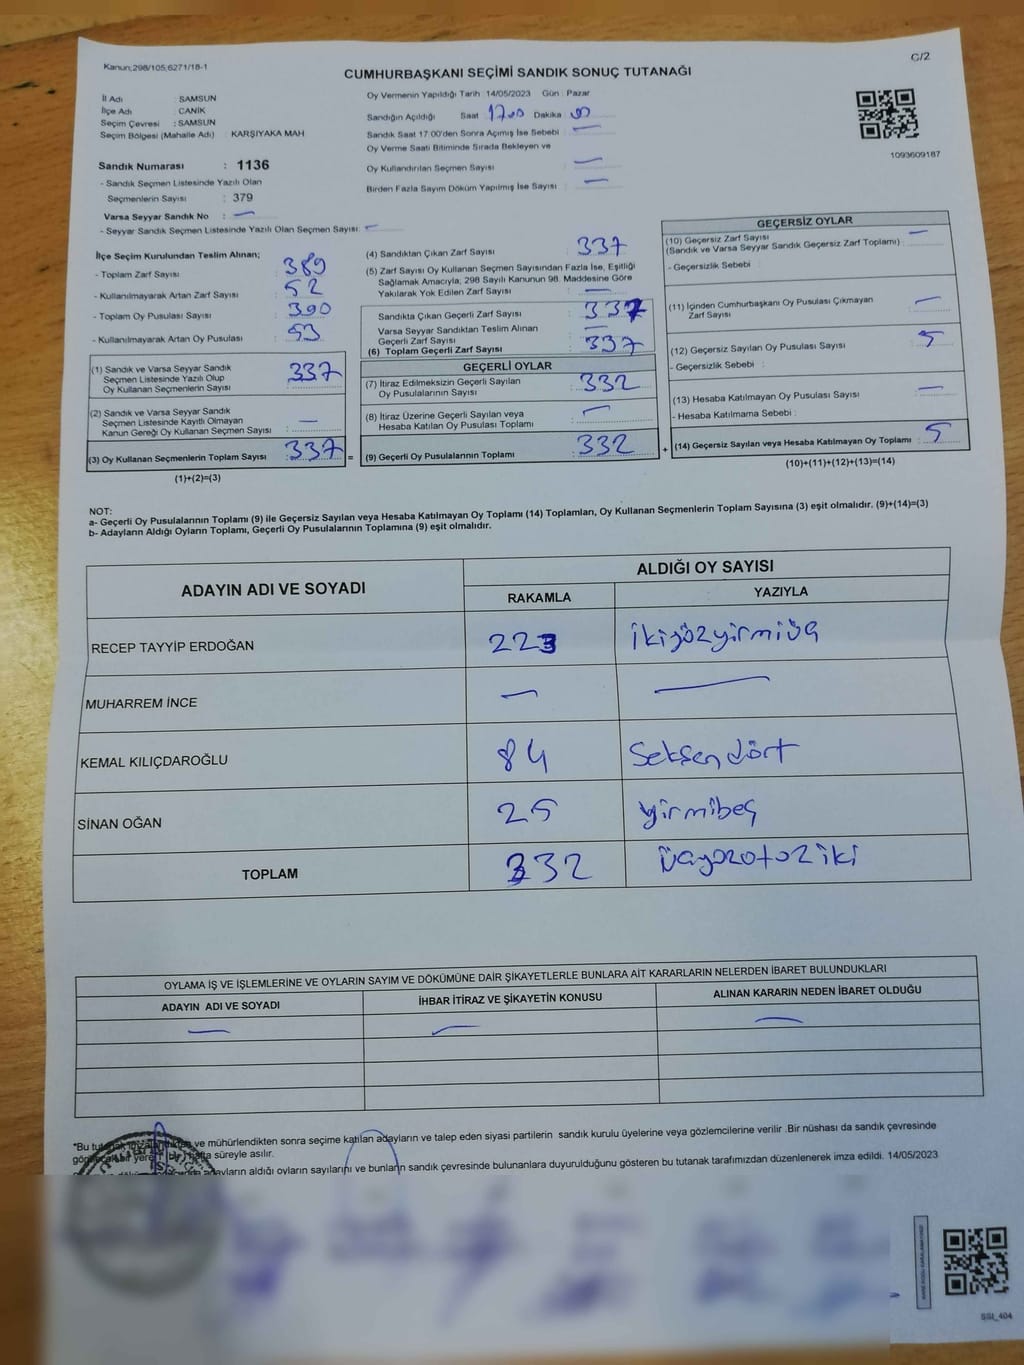 Kanun;298/105;6271/18-1
C/2
CUMHURBAŞKANI SEÇİMİ SANDIK SONUÇ TUTANAĞI
İl Adı : SAMSUN
İlçe Adı : CANİK
Seçim Çevresi : SAMSUN
Seçim Bölgesi (Mahalle Adı) : KARŞIYAKA MAH
Sandık Numarası : 1136
- Sandık Seçmen Listesinde Yazılı Olan
Seçmenlerin Sayısı : 379
Varsa Seyyar Sandık No : —
- Seyyar Sandık Seçmen Listesinde Yazılı Olan Seçmen Sayısı: —
Oy Vermenin Yapıldığı Tarih 14/05/2023 Gün : Pazar
Sandığın Açıldığı Saat 17.00 Dakika
Sandık Saat 17:00'den Sonra Açımış İse Sebebi : —
Oy Verme Saati Bitiminde Sırada Bekleyen ve
Oy Kullandırılan Seçmen Sayısı : —
Birden Fazla Sayım Döküm Yapılmış İse Sayısı : —
1093609187
İlçe Seçim Kurulundan Teslim Alınan;
- Toplam Zarf Sayısı : 389
- Kullanılmayarak Artan Zarf Sayısı : 52
- Toplam Oy Pusulası Sayısı : 390
- Kullanılmayarak Artan Oy Pusulası : 53
(1) Sandık ve Varsa Seyyar Sandık
Seçmen Listesinde Yazılı Olup
Oy Kullanan Seçmenlerin Sayısı : 337
(2) Sandık ve Varsa Seyyar Sandık
Seçmen Listesinde Kayıtlı Olmayan
Kanun Gereği Oy Kullanan Seçmen Sayısı : —
(3) Oy Kullanan Seçmenlerin Toplam Sayısı : 337 =
(1)+(2)=(3)
(4) Sandıktan Çıkan Zarf Sayısı : 337
(5) Zarf Sayısı Oy Kullanan Seçmen Sayısından Fazla İse, Eşitliği
Sağlamak Amacıyla; 298 Sayılı Kanunun 98. Maddesine Göre
Yakılarak Yok Edilen Zarf Sayısı : —
Sandıkta Çıkan Geçerli Zarf Sayısı : 337
Varsa Seyyar Sandıktan Teslim Alınan
Geçerli Zarf Sayısı : —
(6) Toplam Geçerli Zarf Sayısı : 337
GEÇERLİ OYLAR
(7) İtiraz Edilmeksizin Geçerli Sayılan
Oy Pusulalarının Sayısı : 332
(8) İtiraz Üzerine Geçerli Sayılan veya
Hesaba Katılan Oy Pusulası Toplamı : —
(9) Geçerli Oy Pusulalarının Toplamı : 332 +
GEÇERSİZ OYLAR
(10) Geçersiz Zarf Sayısı : —
(Sandık ve Varsa Seyyar Sandık Geçersiz Zarf Toplamı)
- Geçersizlik Sebebi :
(11) İçinden Cumhurbaşkanı Oy Pusulası Çıkmayan
Zarf Sayısı : —
(12) Geçersiz Sayılan Oy Pusulası Sayısı : 5
- Geçersizlik Sebebi :
(13) Hesaba Katılmayan Oy Pusulası Sayısı : —
- Hesaba Katılmama Sebebi :
(14) Geçersiz Sayılan veya Hesaba Katılmayan Oy Toplamı : 5
(10)+(11)+(12)+(13)=(14)
NOT:
a- Geçerli Oy Pusulalarının Toplamı (9) ile Geçersiz Sayılan veya Hesaba Katılmayan Oy Toplamı (14) Toplamları, Oy Kullanan Seçmenlerin Toplam Sayısına (3) eşit olmalıdır. (9)+(14)=(3)
b- Adayların Aldığı Oyların Toplamı, Geçerli Oy Pusulalarının Toplamına (9) eşit olmalıdır.
ADAYIN ADI VE SOYADI
ALDIĞI OY SAYISI
RAKAMLA YAZIYLA
RECEP TAYYİP ERDOĞAN 223 ikiyüzyirmiüç
MUHARREM İNCE — —
KEMAL KILIÇDAROĞLU 84 Seksendört
SİNAN OĞAN 25 yirmibeş
TOPLAM 332 üçyüzotuziki
OYLAMA İŞ VE İŞLEMLERİNE VE OYLARIN SAYIM VE DÖKÜMÜNE DAİR ŞİKAYETLERLE BUNLARA AİT KARARLARIN NELERDEN İBARET BULUNDUKLARI
ADAYIN ADI VE SOYADI İHBAR İTİRAZ VE ŞİKAYETİN KONUSU ALINAN KARARIN NEDEN İBARET OLDUĞU
— — —
*Bu tutanak ve mühürlendikten sonra seçime katılan adayların ve talep eden siyasi partilerin sandık kurulu üyelerine veya gözlemcilerine verilir .Bir nüshası da sandık çevresinde
bir yere (bir) hafta süreyle asılır.
adayların aldığı oyların sayılarını ve bunların sandık çevresinde bulunanlara duyurulduğunu gösteren bu tutanak tarafımızdan düzenlenerek imza edildi. 14/05/2023
SSI_404